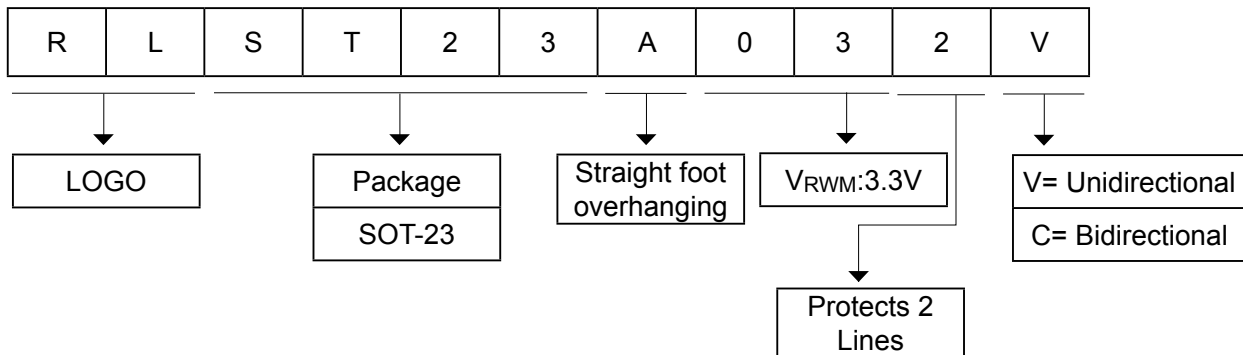 R L S T 2 3 A 0 3 2 V
LOGO
Package
SOT-23
Straight foot
overhanging
VRWM:3.3V
Protects 2
Lines
V= Unidirectional
C= Bidirectional